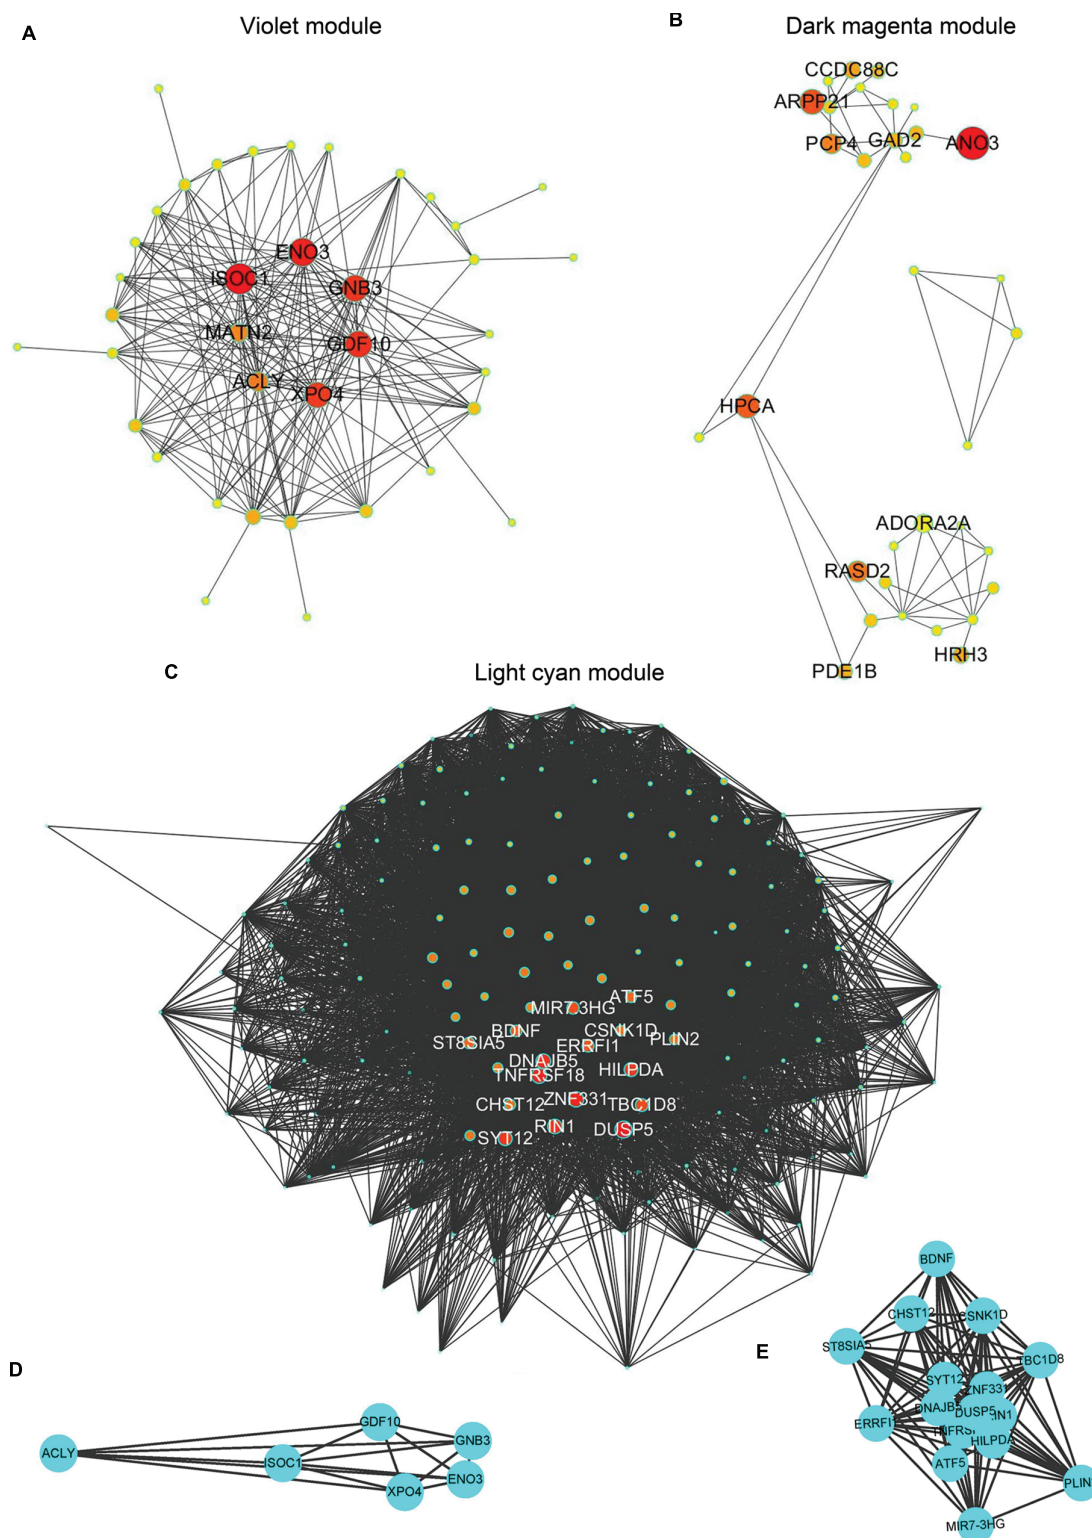 A
Violet module
ENO3
ISOC1
GNB3
MATN2
GDF10
ACLY
XPO4
B
Dark magenta module
CCDC88C
ARPP21
PCP4
GAD2
ANO3
HPCA
ADORA2A
RASD2
HRH3
PDE1B
C
Light cyan module
ATF5
MIR7-3HG
BDNF
CSNK1D
ST8SIA5
ERRFI1
PLIN2
DNAJB5
TNFRSF18
HILPDA
CHST12
ZNF331
TBC1D8
RIN1
DUSP5
SYT12
D
GDF10
ACLY
GNB3
ISOC1
ENO3
XPO4
E
BDNF
CHST12
CSNK1D
ST8SIA5
TBC1D8
SYT12
ZNF331
DNAJB5
DUSP5
ERRFI1
HILPDA
ATF5
PLIN
MIR7-3HG